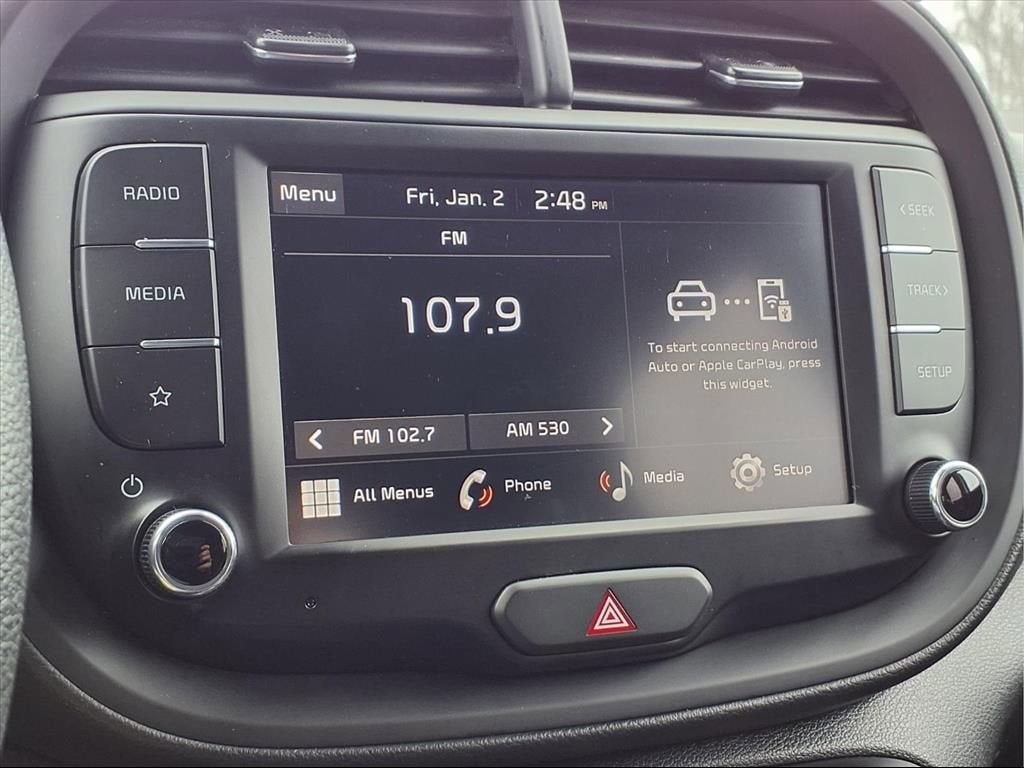 RADIO
MEDIA
Menu
Fri, Jan. 2 2:48 PM
FM
107.9
To start connecting Android
Auto or Apple CarPlay, press
this widget.
< FM 102.7
AM 530 >
All Menus
Phone
Media
Setup
< SEEK
TRACK >
SETUP